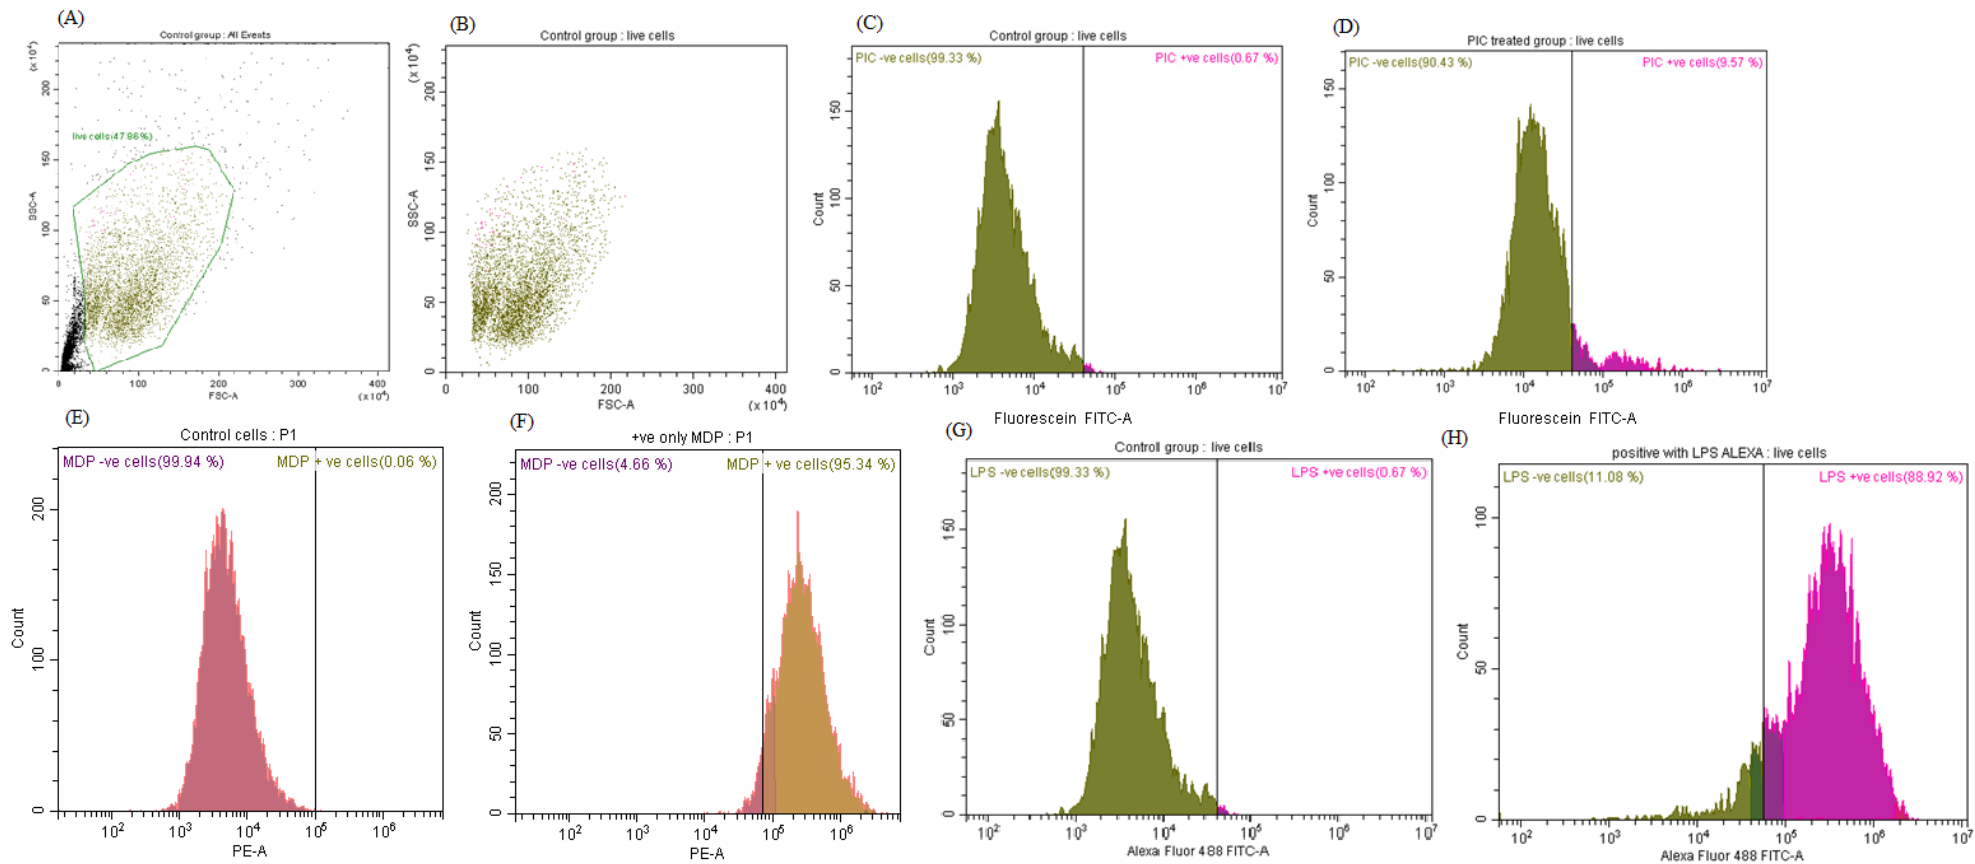 (A)
Control group : All Events
(x 10⁴)
SSC-A
200
150
100
50
0
live cells(47.86 %)
0 100 200 300 400
FSC-A
(x 10⁴)
(B)
Control group : live cells
(x 10⁴)
SSC-A
200
150
100
50
0
0 100 200 300 400
FSC-A
(x 10⁴)
(C)
Control group : live cells
PIC -ve cells(99.33 %)
PIC +ve cells(0.67 %)
Count
150
100
50
0
10² 10³ 10⁴ 10⁵ 10⁶ 10⁷
Fluorescein FITC-A
(D)
PIC treated group : live cells
PIC -ve cells(90.43 %)
PIC +ve cells(9.57 %)
Count
150
100
50
0
10² 10³ 10⁴ 10⁵ 10⁶ 10⁷
Fluorescein FITC-A
(E)
Control cells : P1
MDP -ve cells(99.94 %)
MDP + ve cells(0.06 %)
Count
200
100
0
10² 10³ 10⁴ 10⁵ 10⁶
PE-A
(F)
+ve only MDP : P1
MDP -ve cells(4.66 %)
MDP + ve cells(95.34 %)
Count
200
150
100
50
0
10² 10³ 10⁴ 10⁵ 10⁶
PE-A
(G)
Control group : live cells
LPS -ve cells(99.33 %)
LPS +ve cells(0.67 %)
Count
150
100
50
0
10² 10³ 10⁴ 10⁵ 10⁶ 10⁷
Alexa Fluor 488 FITC-A
(H)
positive with LPS ALEXA : live cells
LPS -ve cells(11.08 %)
LPS +ve cells(88.92 %)
Count
100
50
0
10² 10³ 10⁴ 10⁵ 10⁶ 10⁷
Alexa Fluor 488 FITC-A